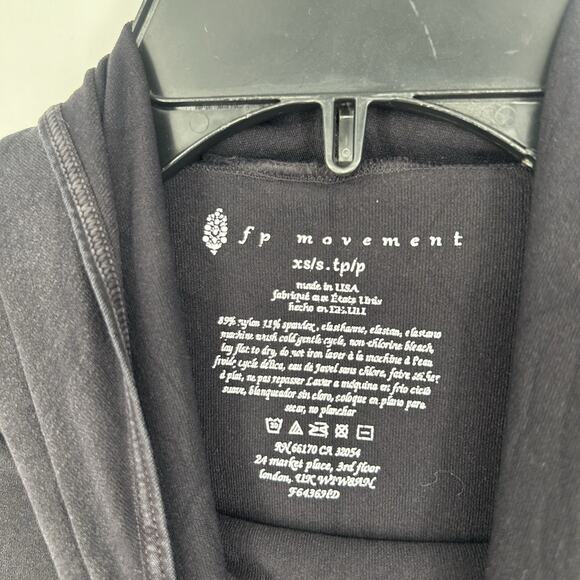 fp movement
xs/s.tp/p
made in USA
fabriqué aux États Unis
hecho en EE.UU.
89% nylon 11% spandex, elasthanne, elastan, elastano
machine wash cold gentle cycle, non-chlorine bleach,
lay flat to dry, do not iron laver à la machine à l'eau
froide cycle délicat, eau de Javel sans chlore, faire sécher
à plat, ne pas repasser Lavar a máquina en frío ciclo
suave, blanqueador sin cloro, coloque en plano para
secar, no planchar
30
RN 66170 CA 32054
24 market place, 3rd floor
london, UK W1W8AN